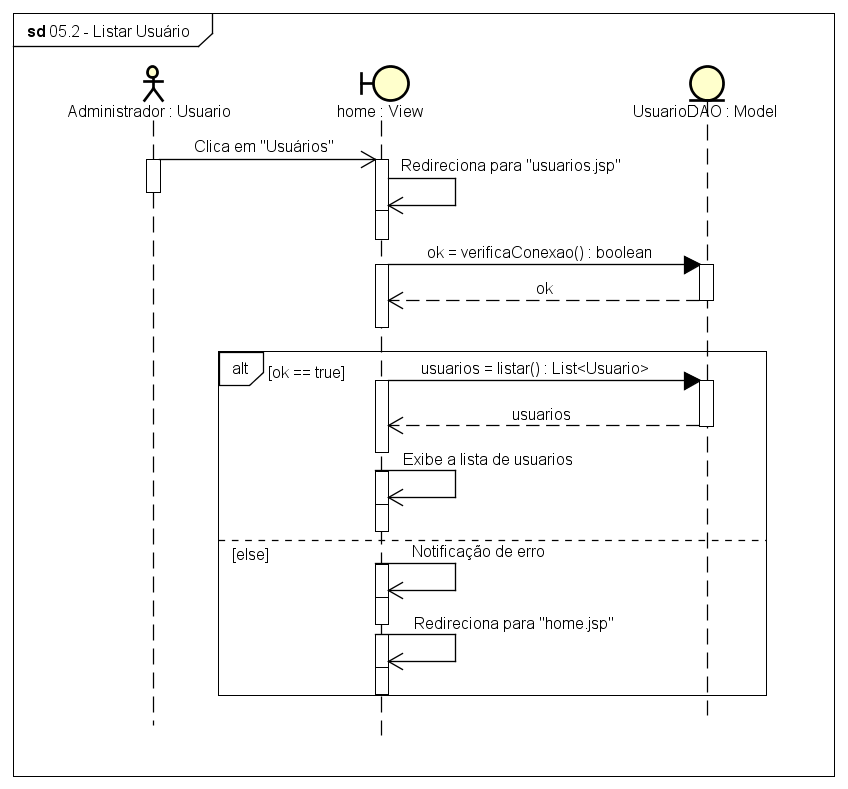 sd 05.2 - Listar Usuário
Administrador : Usuario
home : View
UsuarioDAO : Model
Clica em "Usuários"
Redireciona para "usuarios.jsp"
ok = verificaConexao() : boolean
ok
alt
[ok == true]
usuarios = listar() : List<Usuario>
usuarios
Exibe a lista de usuarios
[else]
Notificação de erro
Redireciona para "home.jsp"